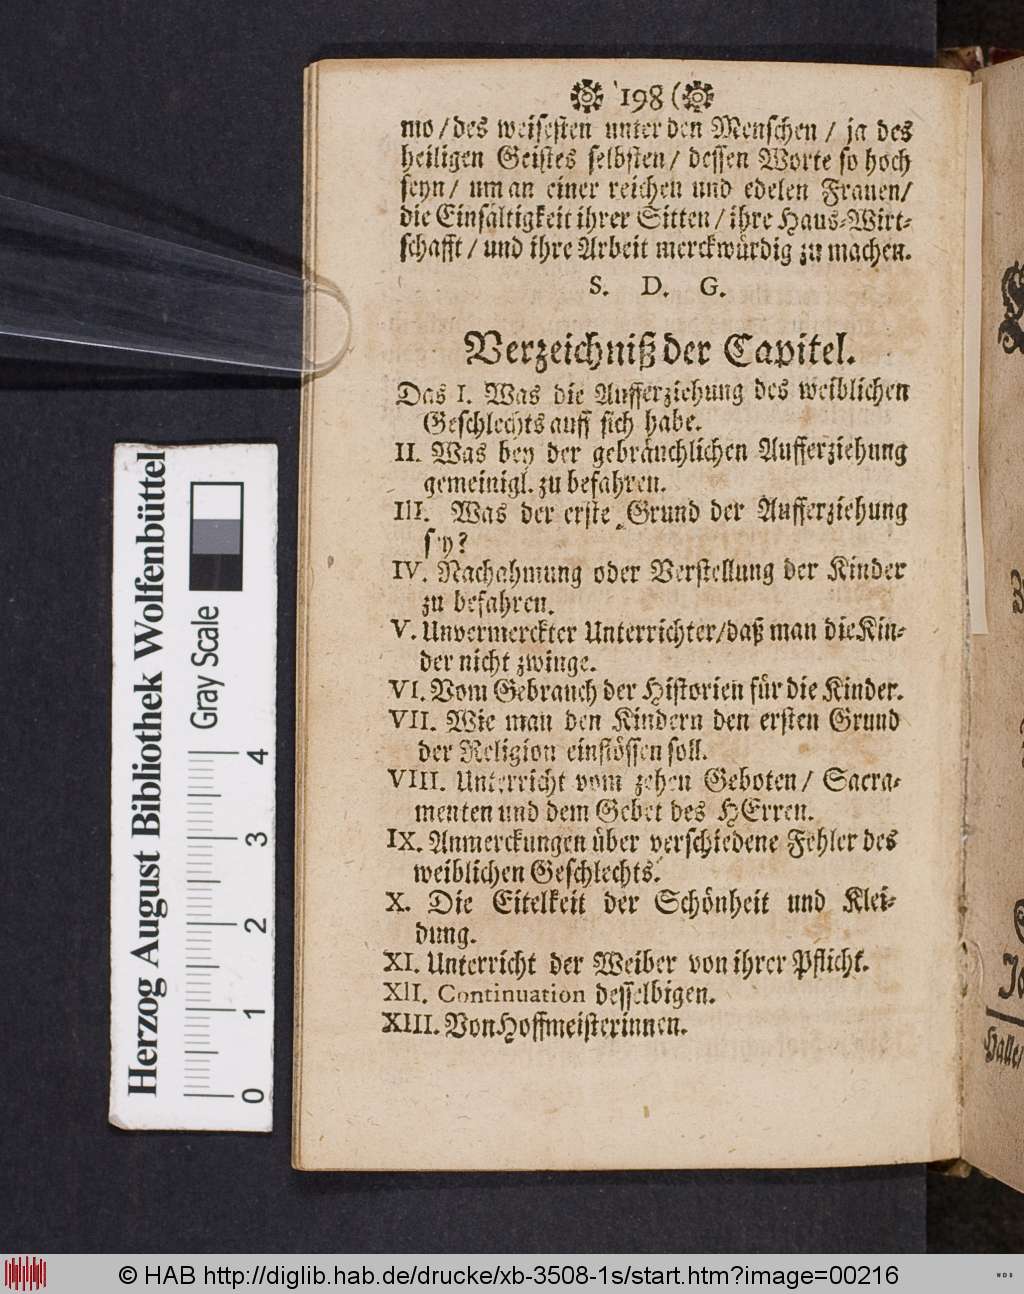 198 (
mo / des weisesten unter den Menschen / ja des
heiligen Geistes selbsten / dessen Worte so hoch
seyn / um an einer reichen und edelen Frauen /
die Einfältigkeit ihrer Sitten / ihre Haus-Wirt-
schafft / und ihre Arbeit merckwürdig zu machen.
S. D. G.
Verzeichniß der Capitel.
Das I. Was die Aufferziehung des weiblichen
Geschlechts auff sich habe.
II. Was bey der gebräuchlichen Aufferziehung
gemeinigl. zu befahren.
III. Was der erste Grund der Aufferziehung
sey?
IV. Nachahmung oder Verstellung der Kinder
zu befahren.
V. Unvermerckter Unterrichter / daß man die Kin-
der nicht zwinge.
VI. Vom Gebrauch der Historien für die Kinder.
VII. Wie man den Kindern den ersten Grund
der Religion einflössen soll.
VIII. Unterricht vom zehen Geboten / Sacra-
menten und dem Gebet des HErren.
IX. Anmerckungen über verschiedene Fehler des
weiblichen Geschlechts.
X. Die Eitelkeit der Schönheit und Klei-
dung.
XI. Unterricht der Weiber von ihrer Pflicht.
XII. Continuation desselbigen.
XIII. Von Hoffmeisterinnen.
Herzog August Bibliothek Wolfenbüttel
Gray Scale
0 1 2 3 4
Halle
© HAB http://diglib.hab.de/drucke/xb-3508-1s/start.htm?image=00216